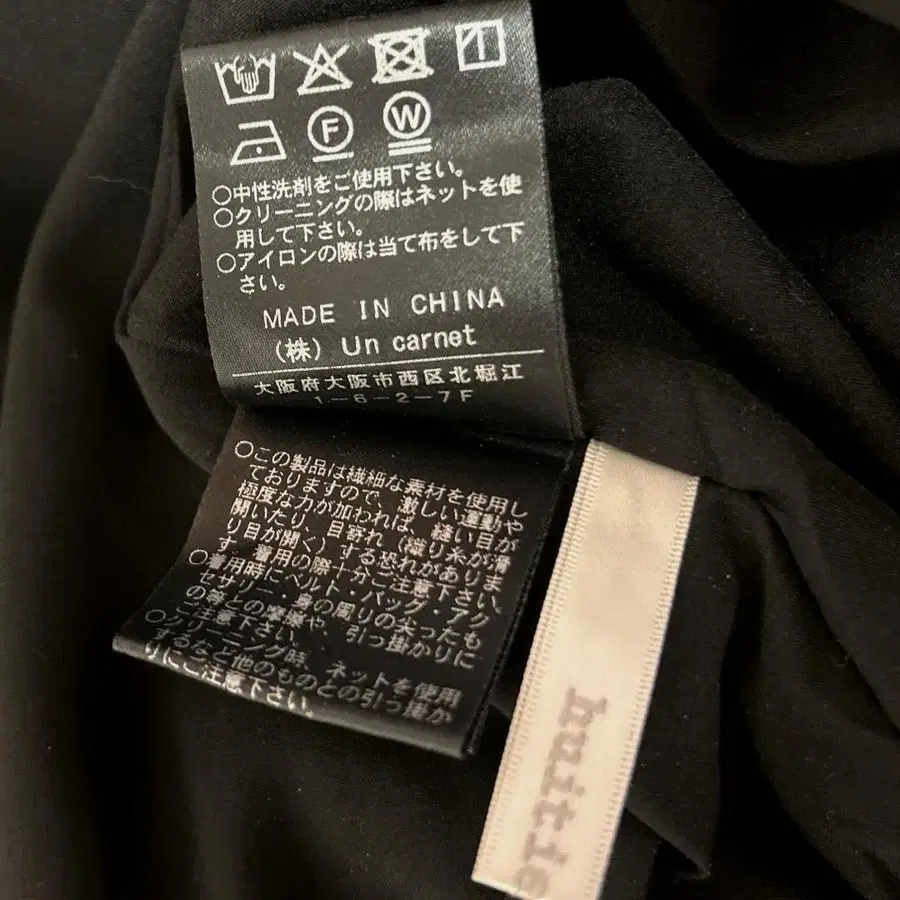 F W
○中性洗剤をご使用下さい。
○クリーニングの際はネットを使
用して下さい。
○アイロンの際は当て布をして下
さい。
MADE IN CHINA
(株) Un carnet
大阪府大阪市西区北堀江
1-6-2-7F
○この製品は繊細な素材を使用し
ておりますので、激しい運動や
極度な力が加われば、縫い目が
開いたり、目寄れ(織り糸が滑
り目が開く)する恐れがありま
す。着用の際十分ご注意下さい。
○着用時にベルト・バッグ・アク
セサリー・身の周りの尖ったも
の等との摩擦や、引っ掛かりに
ご注意下さい。
○クリーニング時、ネットを使用
するなど他のものとの引っ掛か
りにご注意下さい。
huitie